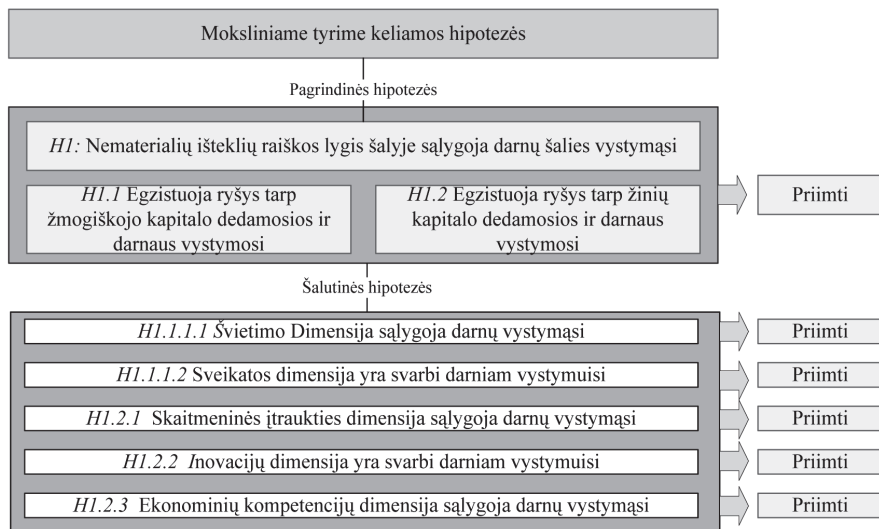 Moksliniame tyrime keliamos hipotezės
Pagrindinės hipotezės
H1: Nematerialių išteklių raiškos lygis šalyje sąlygoja darnų šalies vystymąsi
H1.1 Egzistuoja ryšys tarp
žmogiškojo kapitalo dedamosios ir
darnaus vystymosi
H1.2 Egzistuoja ryšys tarp žinių
kapitalo dedamosios ir darnaus
vystymosi
Priimti
Šalutinės hipotezės
H1.1.1.1 Švietimo Dimensija sąlygoja darnų vystymąsi
Priimti
H1.1.1.2 Sveikatos dimensija yra svarbi darniam vystymuisi
Priimti
H1.2.1 Skaitmeninės įtraukties dimensija sąlygoja darnų vystymąsi
Priimti
H1.2.2 Inovacijų dimensija yra svarbi darniam vystymuisi
Priimti
H1.2.3 Ekonominių kompetencijų dimensija sąlygoja darnų vystymąsi
Priimti